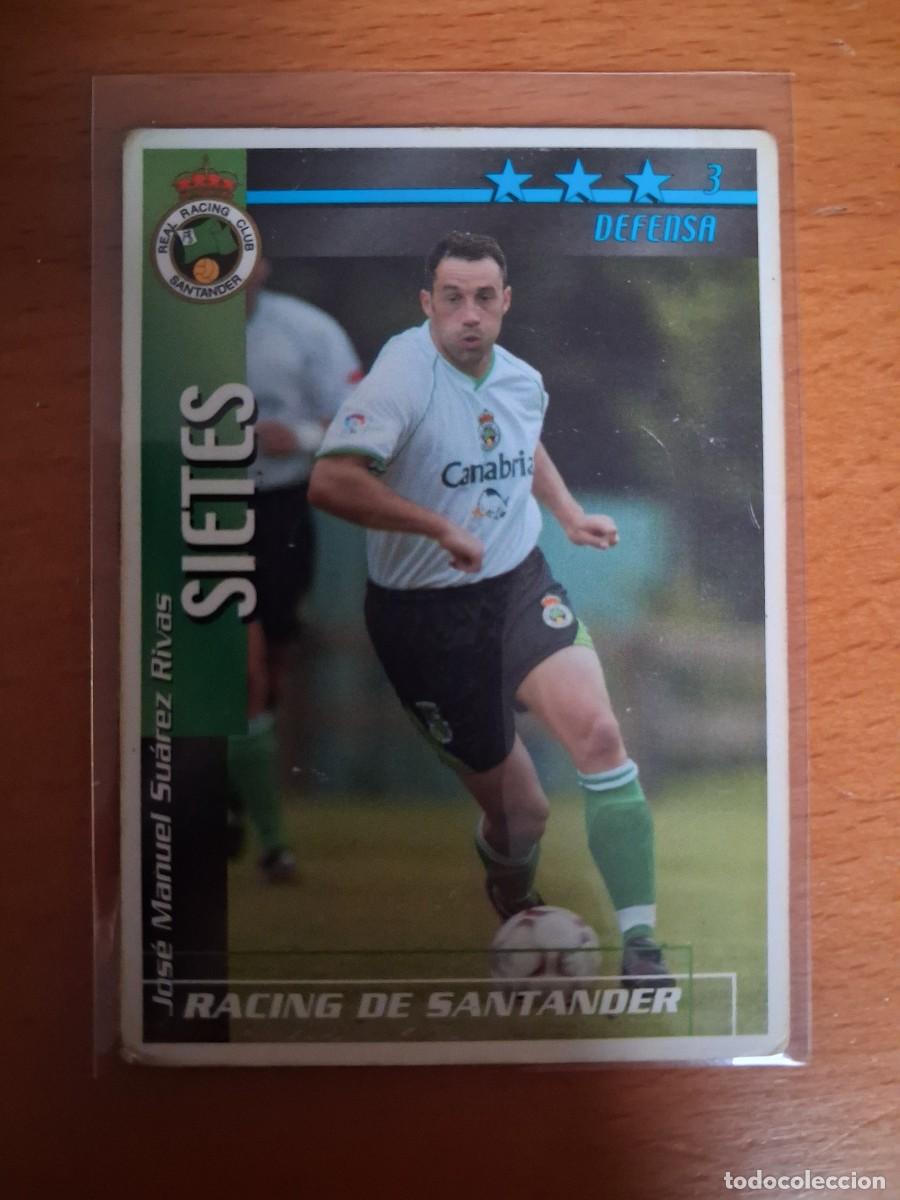 3
DEFENSA
REAL RACING CLUB
SANTANDER
SIETES
José Manuel Suárez Rivas
Canabria
RACING DE SANTANDER
todocoleccion